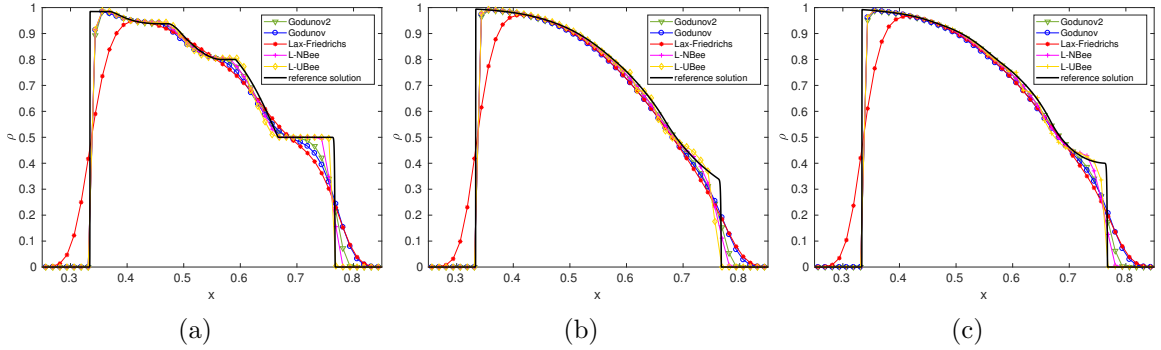 1
0.9
0.8
0.7
0.6
0.5
0.4
0.3
0.2
0.1
0
ρ
0.3 0.4 0.5 0.6 0.7 0.8
x
Godunov2
Godunov
Lax-Friedrichs
L-NBee
L-UBee
reference solution
(a)
1
0.9
0.8
0.7
0.6
0.5
0.4
0.3
0.2
0.1
0
ρ
0.3 0.4 0.5 0.6 0.7 0.8
x
Godunov2
Godunov
Lax-Friedrichs
L-NBee
L-UBee
reference solution
(b)
1
0.9
0.8
0.7
0.6
0.5
0.4
0.3
0.2
0.1
0
ρ
0.3 0.4 0.5 0.6 0.7 0.8
x
Godunov2
Godunov
Lax-Friedrichs
L-NBee
L-UBee
reference solution
(c)